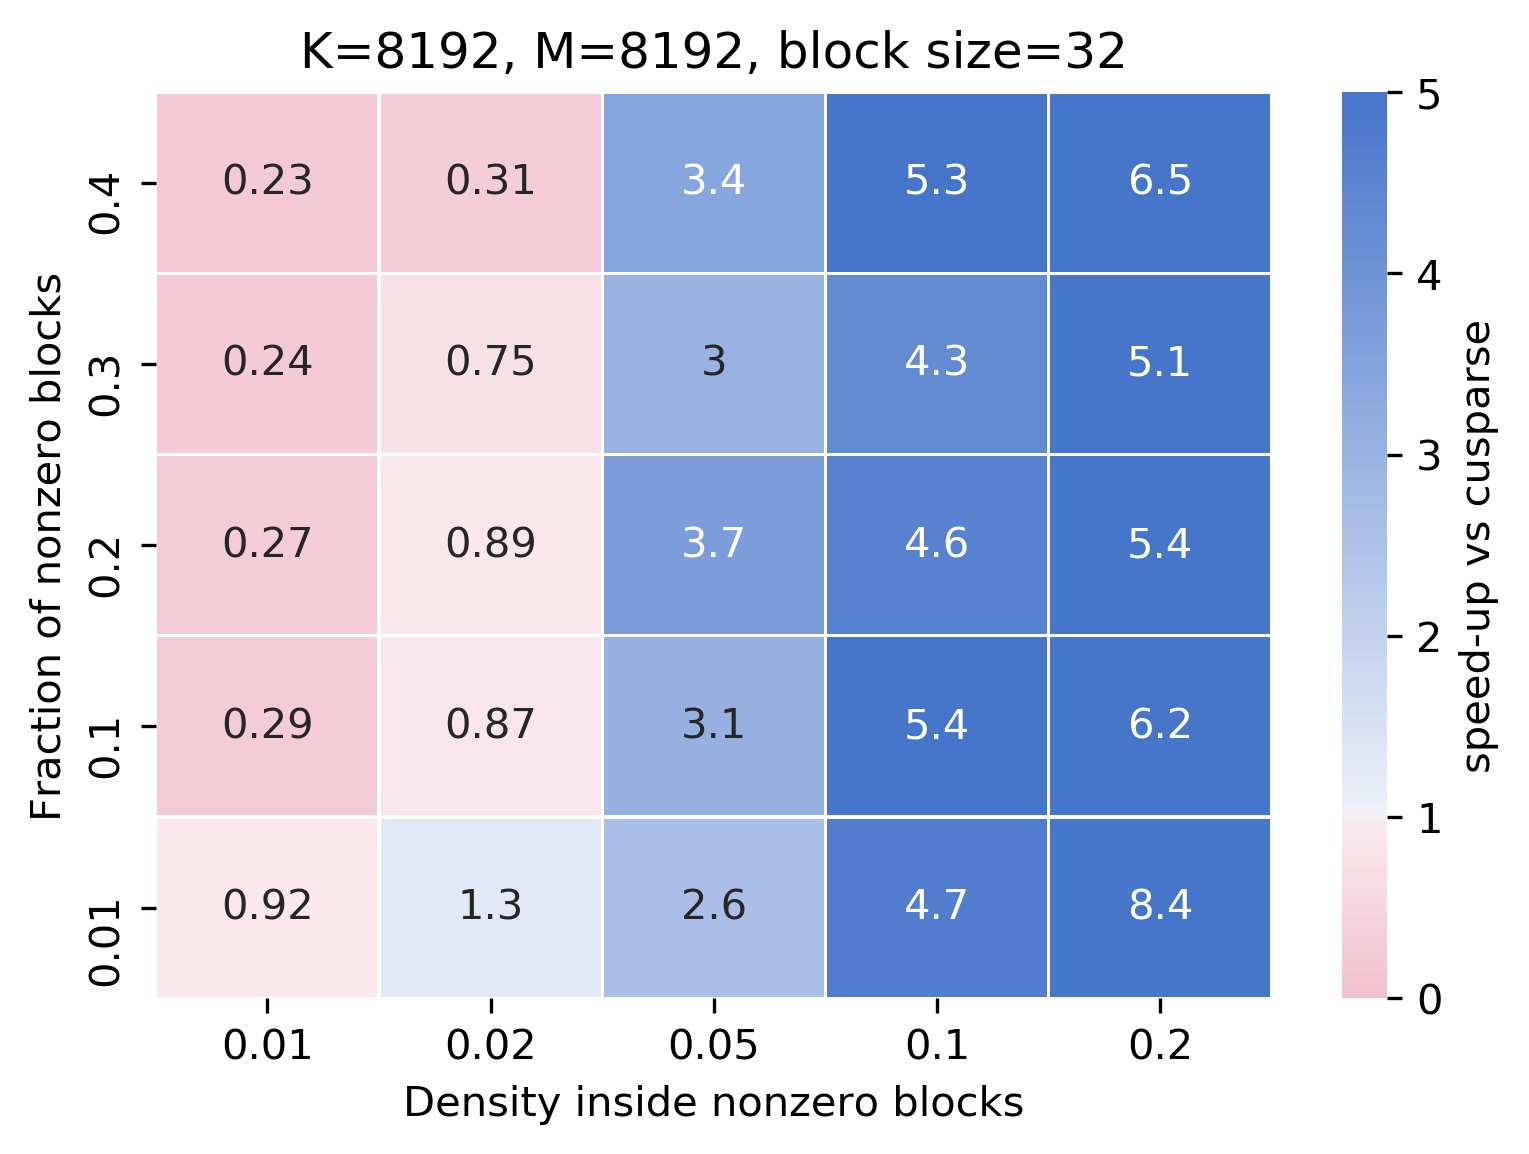 K=8192, M=8192, block size=32
Fraction of nonzero blocks
0.4
0.23 0.31 3.4 5.3 6.5
0.3
0.24 0.75 3 4.3 5.1
0.2
0.27 0.89 3.7 4.6 5.4
0.1
0.29 0.87 3.1 5.4 6.2
0.01
0.92 1.3 2.6 4.7 8.4
0.01 0.02 0.05 0.1 0.2
Density inside nonzero blocks
5
4
3
2
1
0
speed-up vs cusparse